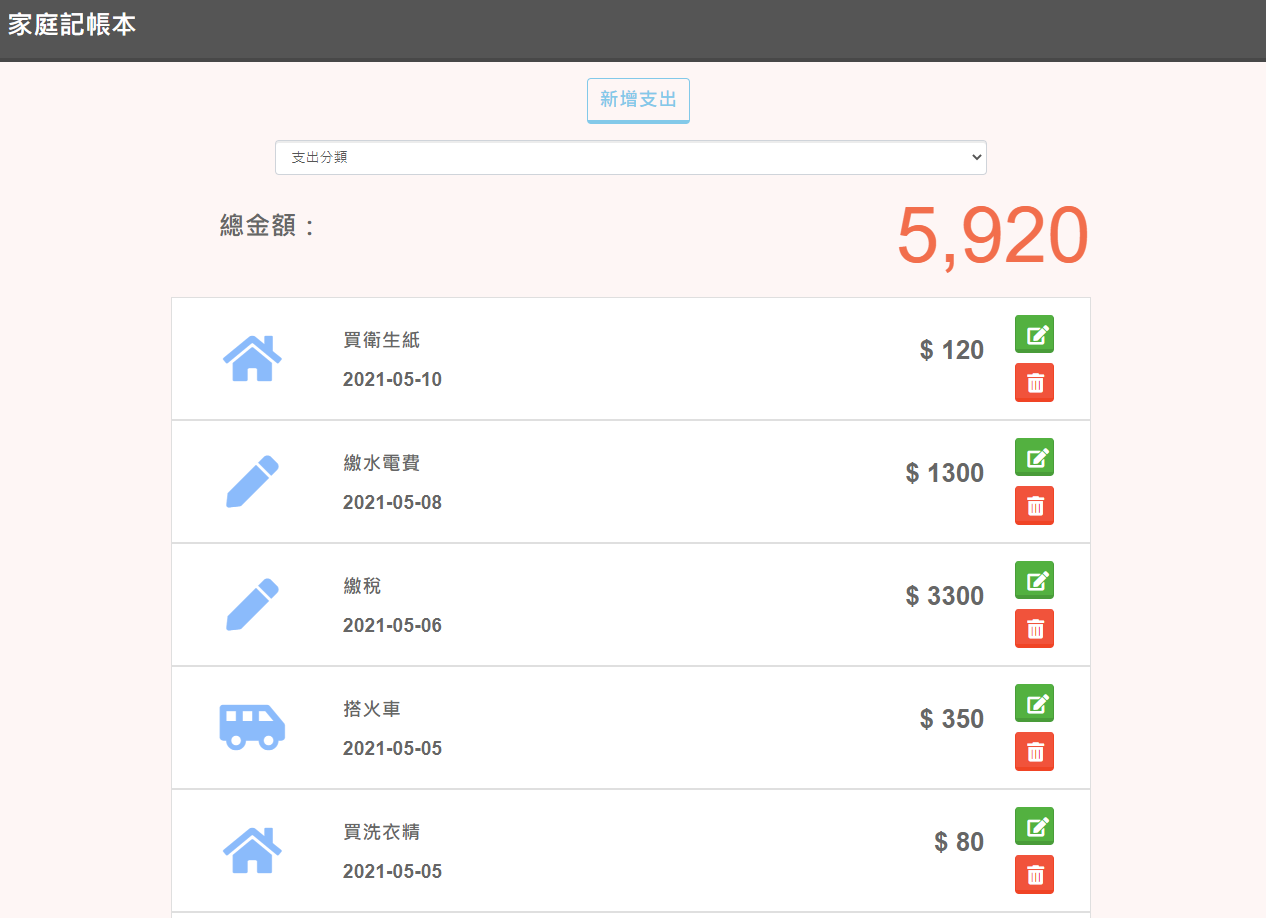 家庭記帳本
新增支出
支出分類
總金額：
5,920
買衛生紙
2021-05-10
$ 120
繳水電費
2021-05-08
$ 1300
繳稅
2021-05-06
$ 3300
搭火車
2021-05-05
$ 350
買洗衣精
2021-05-05
$ 80